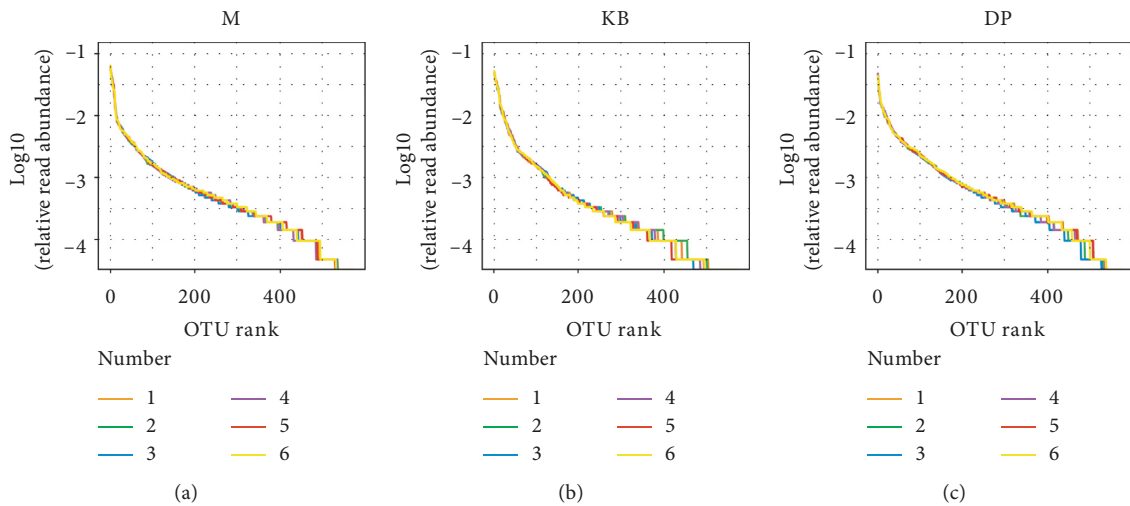 M
Log10
(relative read abundance)
−1
−2
−3
−4
0 200 400
OTU rank
Number
1 4
2 5
3 6
(a)
KB
Log10
(relative read abundance)
−1
−2
−3
−4
0 200 400
OTU rank
Number
1 4
2 5
3 6
(b)
DP
Log10
(relative read abundance)
−1
−2
−3
−4
0 200 400
OTU rank
Number
1 4
2 5
3 6
(c)